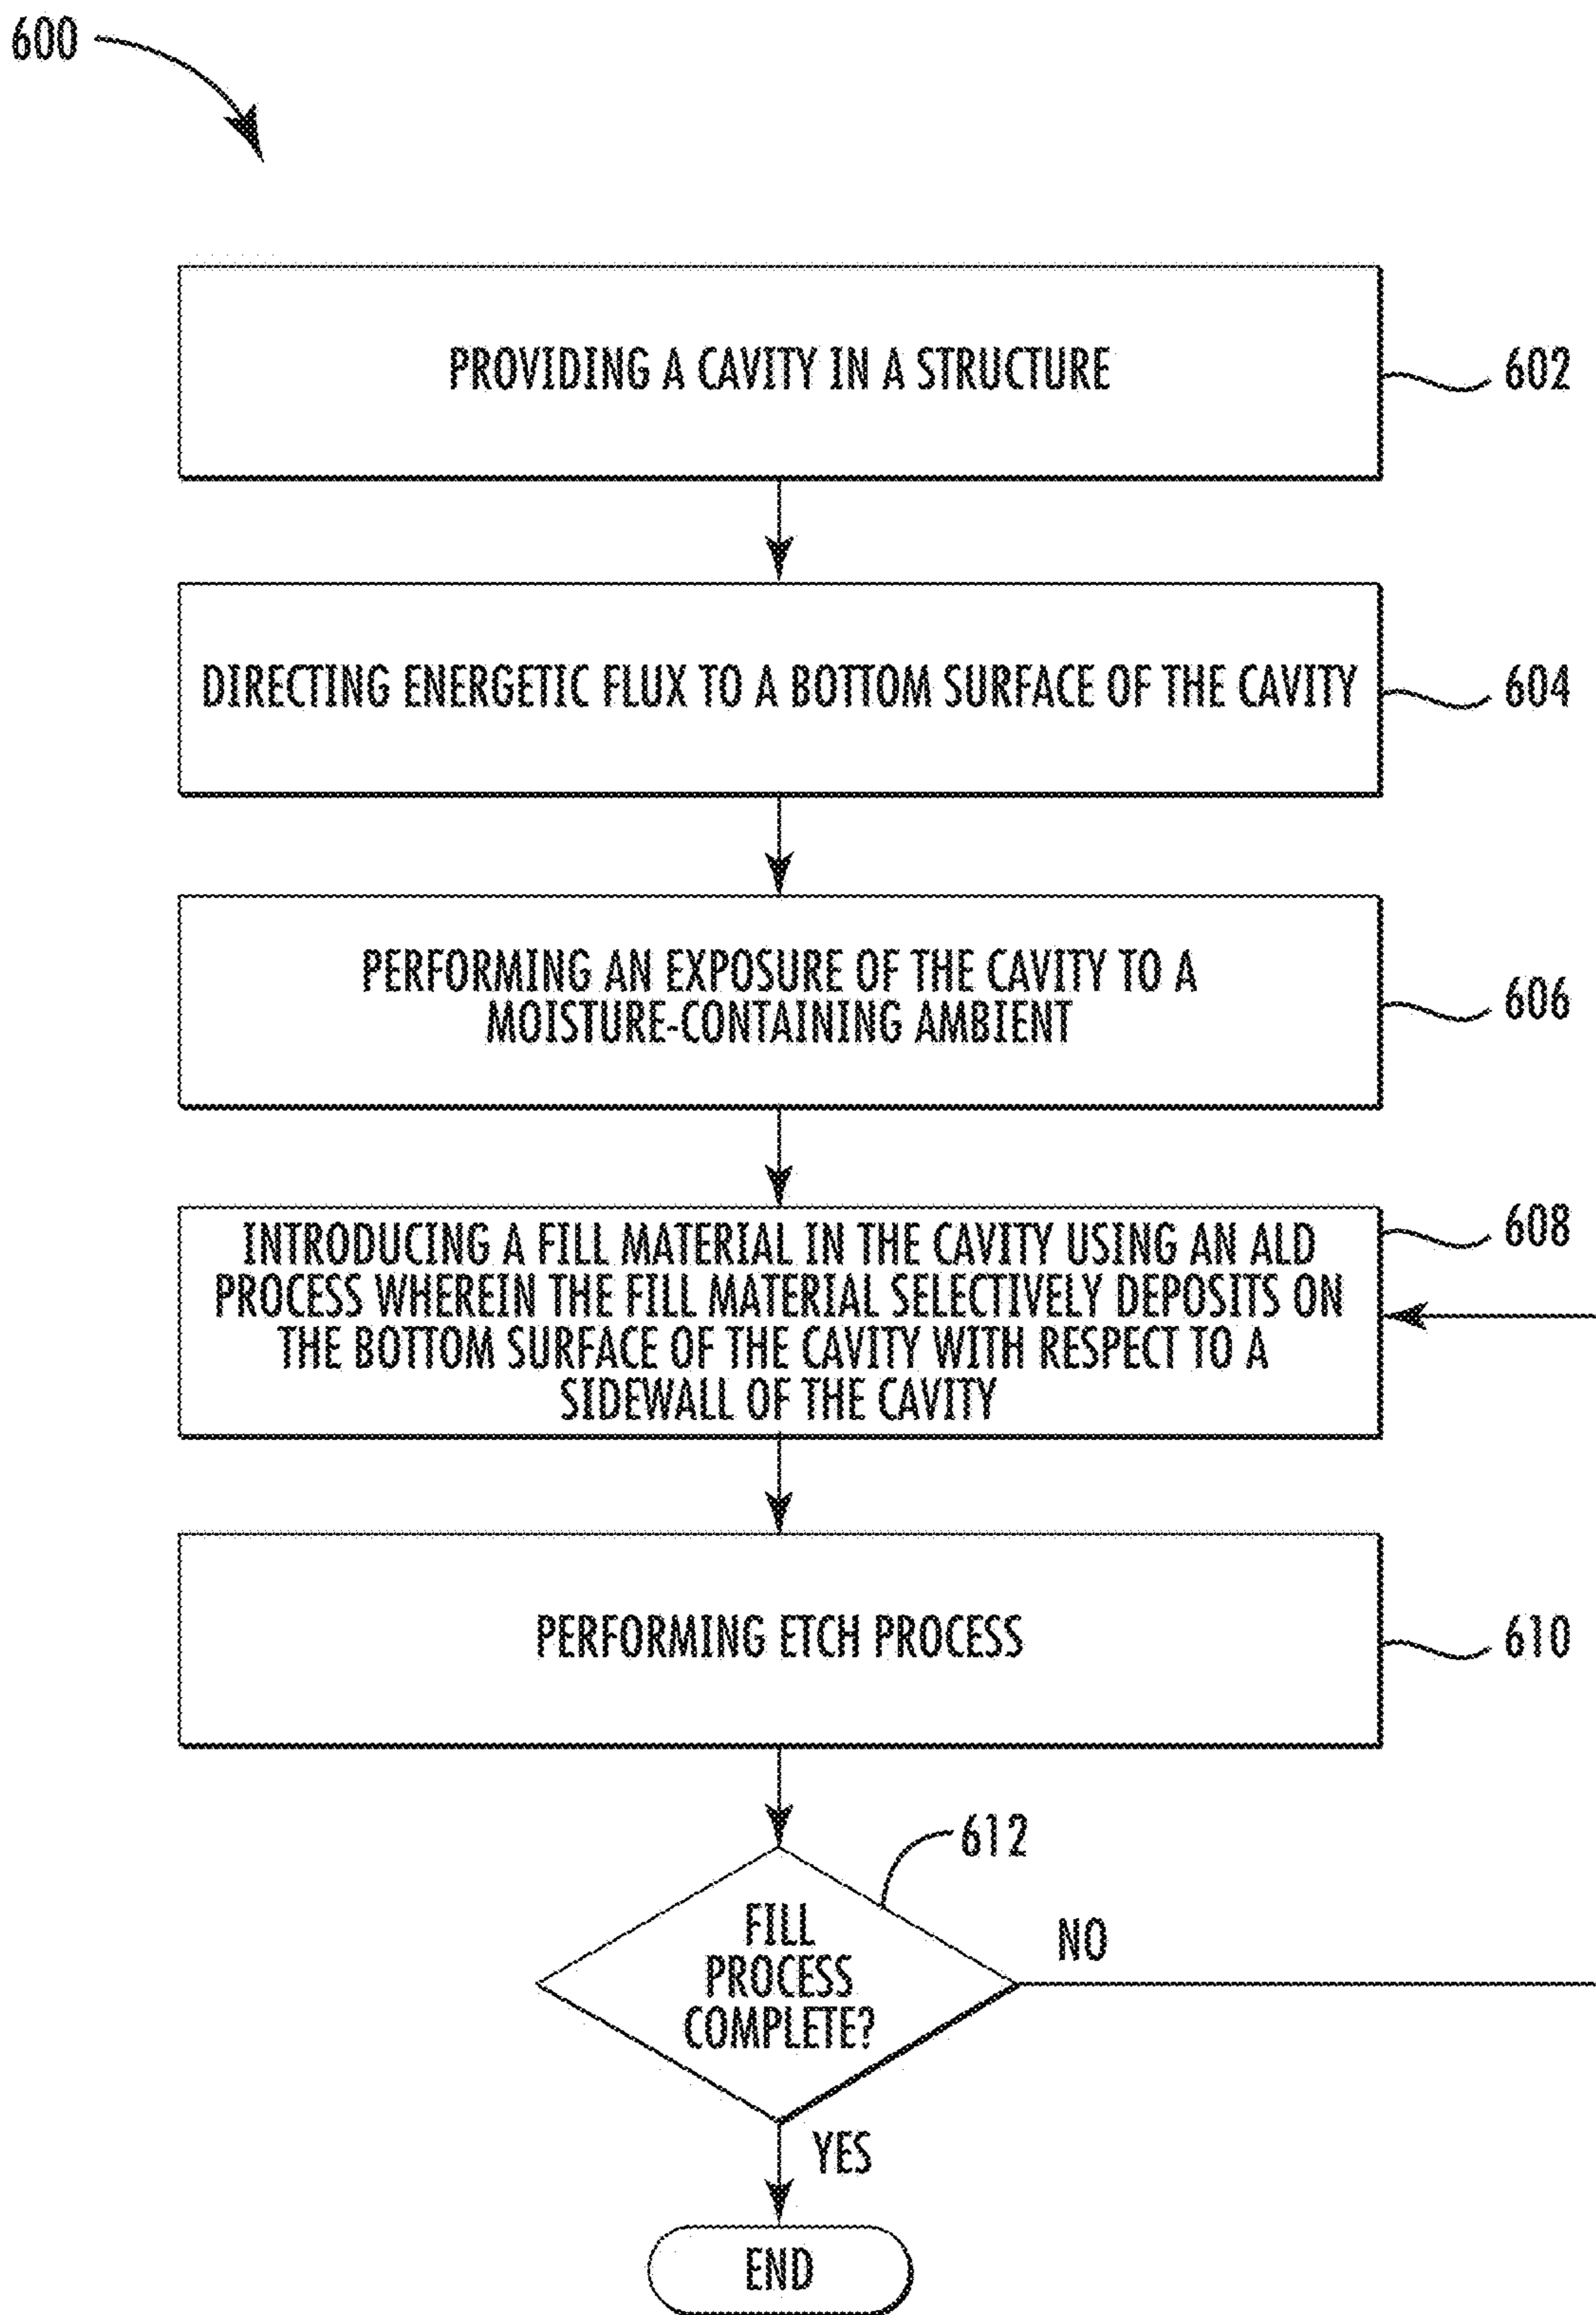 600
PROVIDING A CAVITY IN A STRUCTURE
602
DIRECTING ENERGETIC FLUX TO A BOTTOM SURFACE OF THE CAVITY
604
PERFORMING AN EXPOSURE OF THE CAVITY TO A
MOISTURE-CONTAINING AMBIENT
606
INTRODUCING A FILL MATERIAL IN THE CAVITY USING AN ALD
PROCESS WHEREIN THE FILL MATERIAL SELECTIVELY DEPOSITS ON
THE BOTTOM SURFACE OF THE CAVITY WITH RESPECT TO A
SIDEWALL OF THE CAVITY
608
PERFORMING ETCH PROCESS
610
612
FILL
PROCESS
COMPLETE?
NO
YES
END